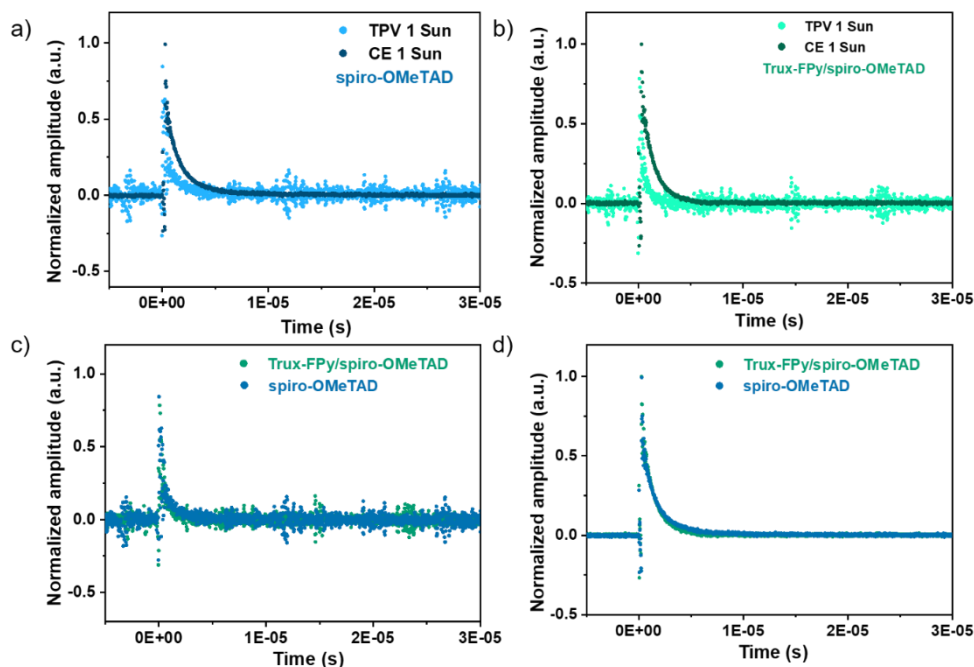 a)
Normalized amplitude (a.u.)
1.0
0.5
0.0
-0.5
TPV 1 Sun
CE 1 Sun
spiro-OMeTAD
0E+00 1E-05 2E-05 3E-05
Time (s)
b)
Normalized amplitude (a.u.)
1.0
0.5
0.0
-0.5
TPV 1 Sun
CE 1 Sun
Trux-FPy/spiro-OMeTAD
0E+00 1E-05 2E-05 3E-05
Time (s)
c)
Normalized amplitude (a.u.)
1.0
0.5
0.0
-0.5
Trux-FPy/spiro-OMeTAD
spiro-OMeTAD
0E+00 1E-05 2E-05 3E-05
Time (s)
d)
Normalized amplitude (a.u.)
1.0
0.5
0.0
-0.5
Trux-FPy/spiro-OMeTAD
spiro-OMeTAD
0E+00 1E-05 2E-05 3E-05
Time (s)